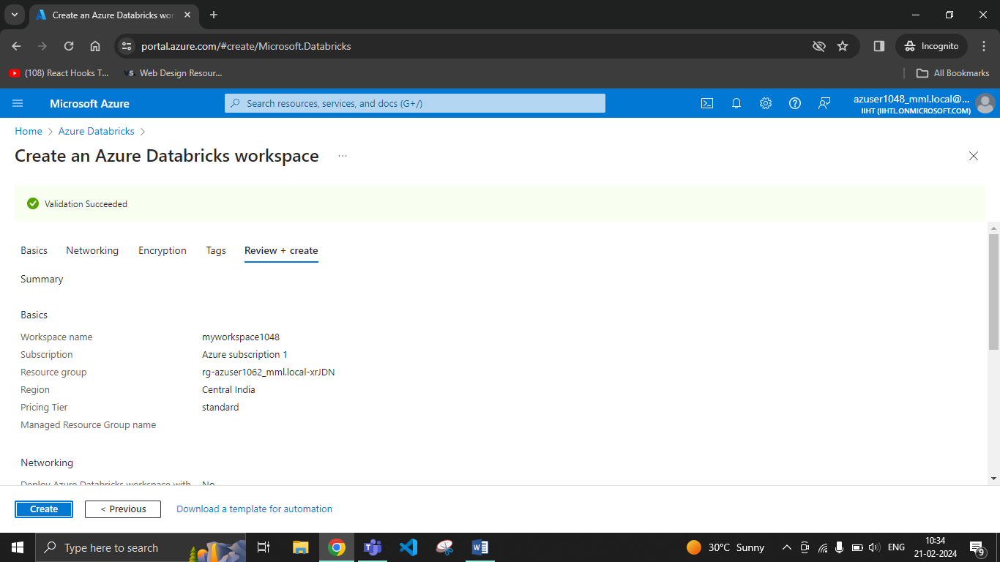 Create an Azure Databricks wor
portal.azure.com/#create/Microsoft.Databricks
Incognito
(108) React Hooks T...
VS. Web Design Resour...
All Bookmarks
Microsoft Azure
Search resources, services, and docs (G+/)
azuser1048_mml.local@...
IIHT (IIHTL.ONMICROSOFT.COM)
Home > Azure Databricks >
Create an Azure Databricks workspace ...
Validation Succeeded
Basics Networking Encryption Tags Review + create
Summary
Basics
Workspace name myworkspace1048
Subscription Azure subscription 1
Resource group rg-azuser1062_mml.local-xrJDN
Region Central India
Pricing Tier standard
Managed Resource Group name
Networking
Deploy Azure Databricks workspace with No
Create < Previous Download a template for automation
Type here to search
30°C Sunny
ENG
10:34
21-02-2024
9